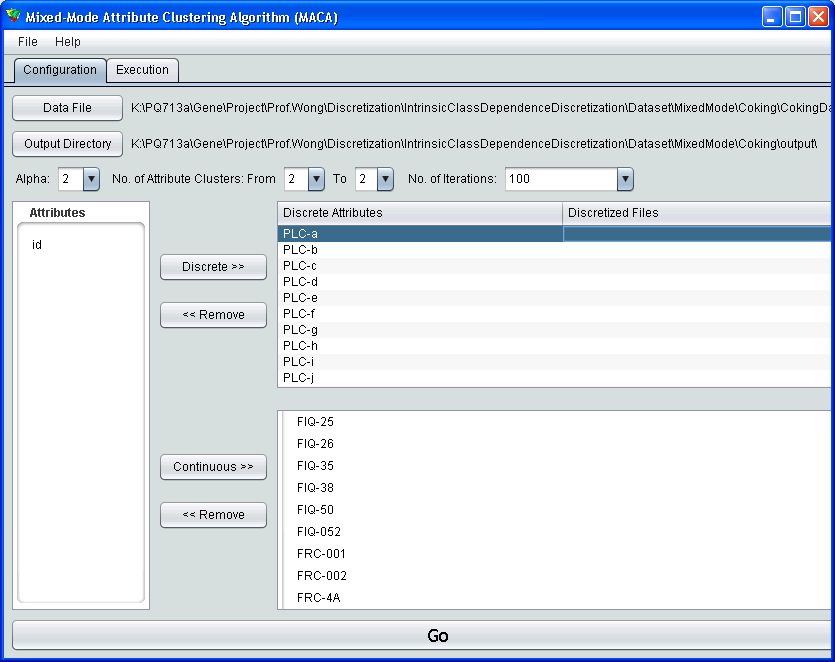 Mixed-Mode Attribute Clustering Algorithm (MACA)
File Help
Configuration Execution
Data File K:\PQ713a\Gene\Project\Prof.Wong\Discretization\IntrinsicClassDependenceDiscretization\Dataset\MixedMode\Coking\CokingDa
Output Directory K:\PQ713a\Gene\Project\Prof.Wong\Discretization\IntrinsicClassDependenceDiscretization\Dataset\MixedMode\Coking\output\
Alpha: 2 No. of Attribute Clusters: From 2 To 2 No. of Iterations: 100
Attributes
id
Discrete >>
<< Remove
Continuous >>
<< Remove
Discrete Attributes Discretized Files
PLC-a
PLC-b
PLC-c
PLC-d
PLC-e
PLC-f
PLC-g
PLC-h
PLC-i
PLC-j
FIQ-25
FIQ-26
FIQ-35
FIQ-38
FIQ-50
FIQ-052
FRC-001
FRC-002
FRC-4A
Go